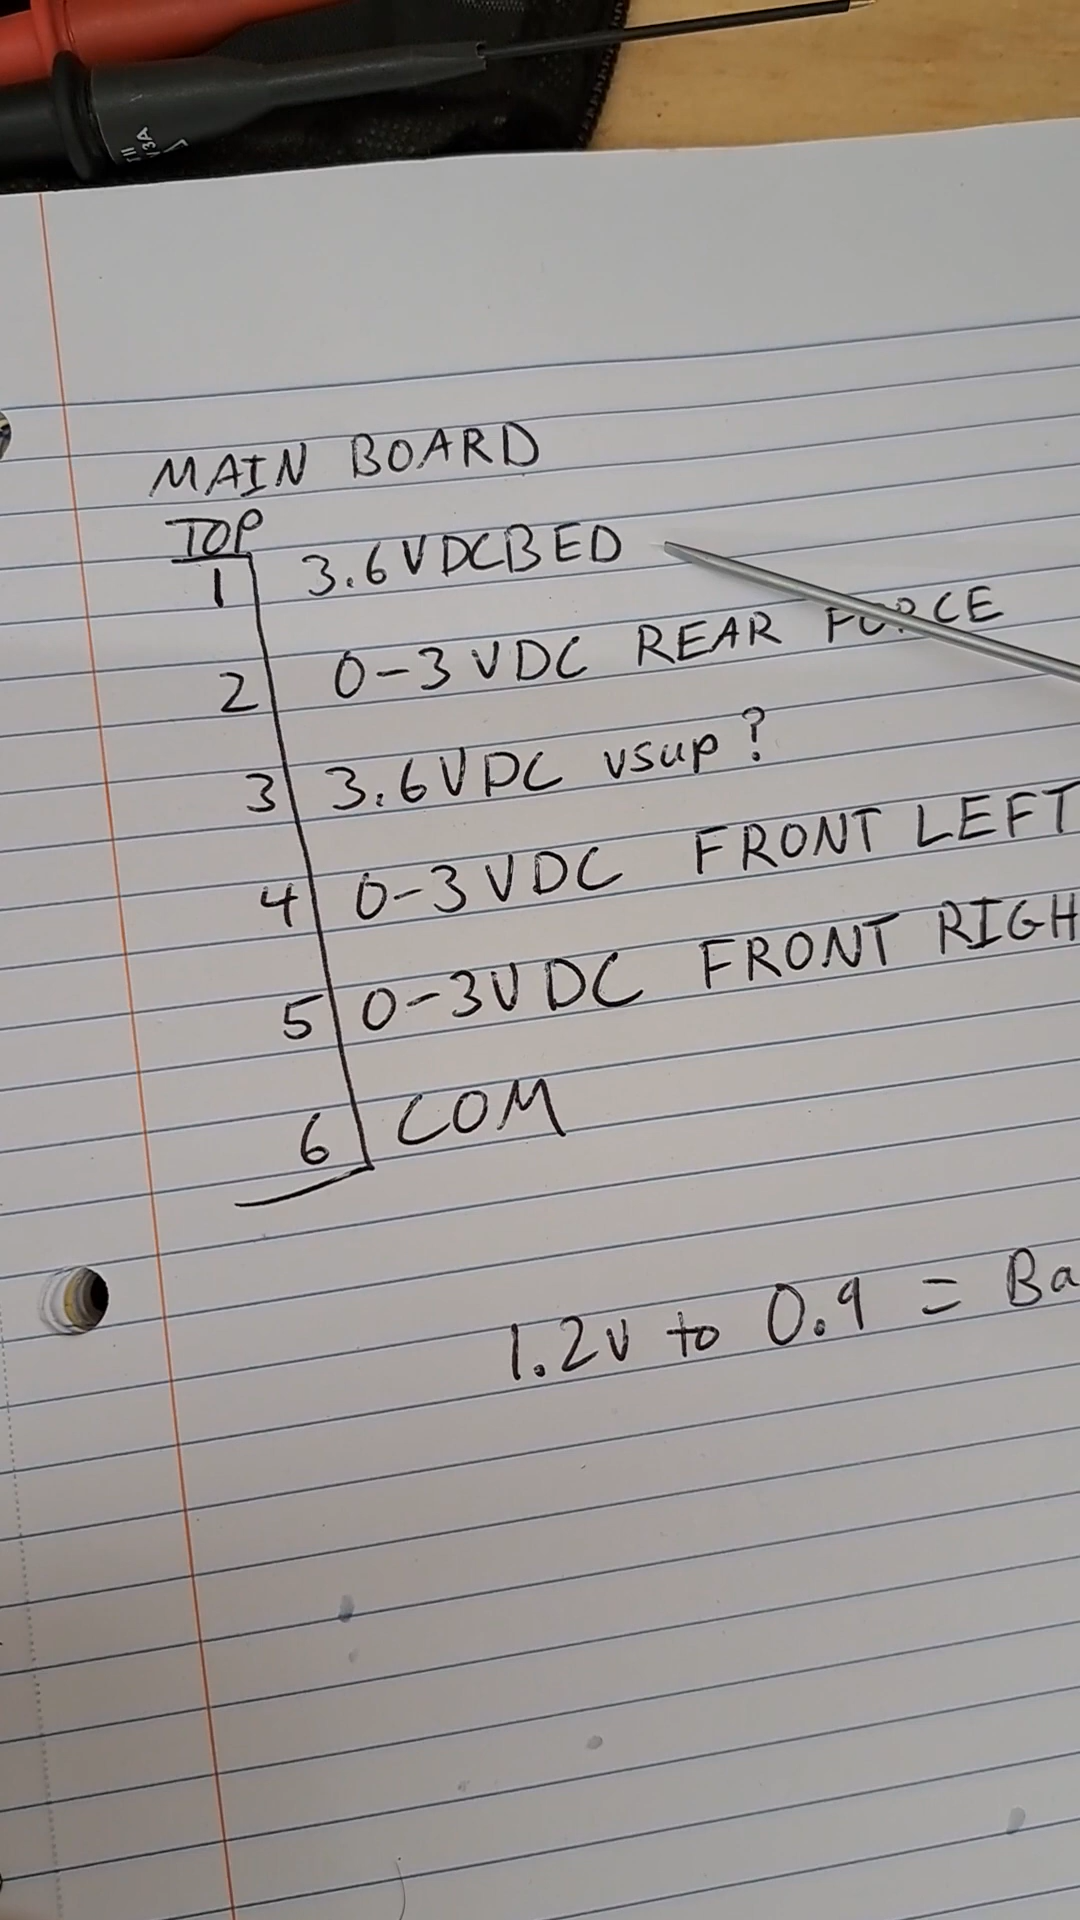 MAIN BOARD
TOP
1 3.6VDCBED
2 0-3VDC REAR FORCE
3 3.6VDC vsup?
4 0-3VDC FRONT LEFT
5 0-3VDC FRONT RIGH
6 COM
1.2v to 0.9 = Ba